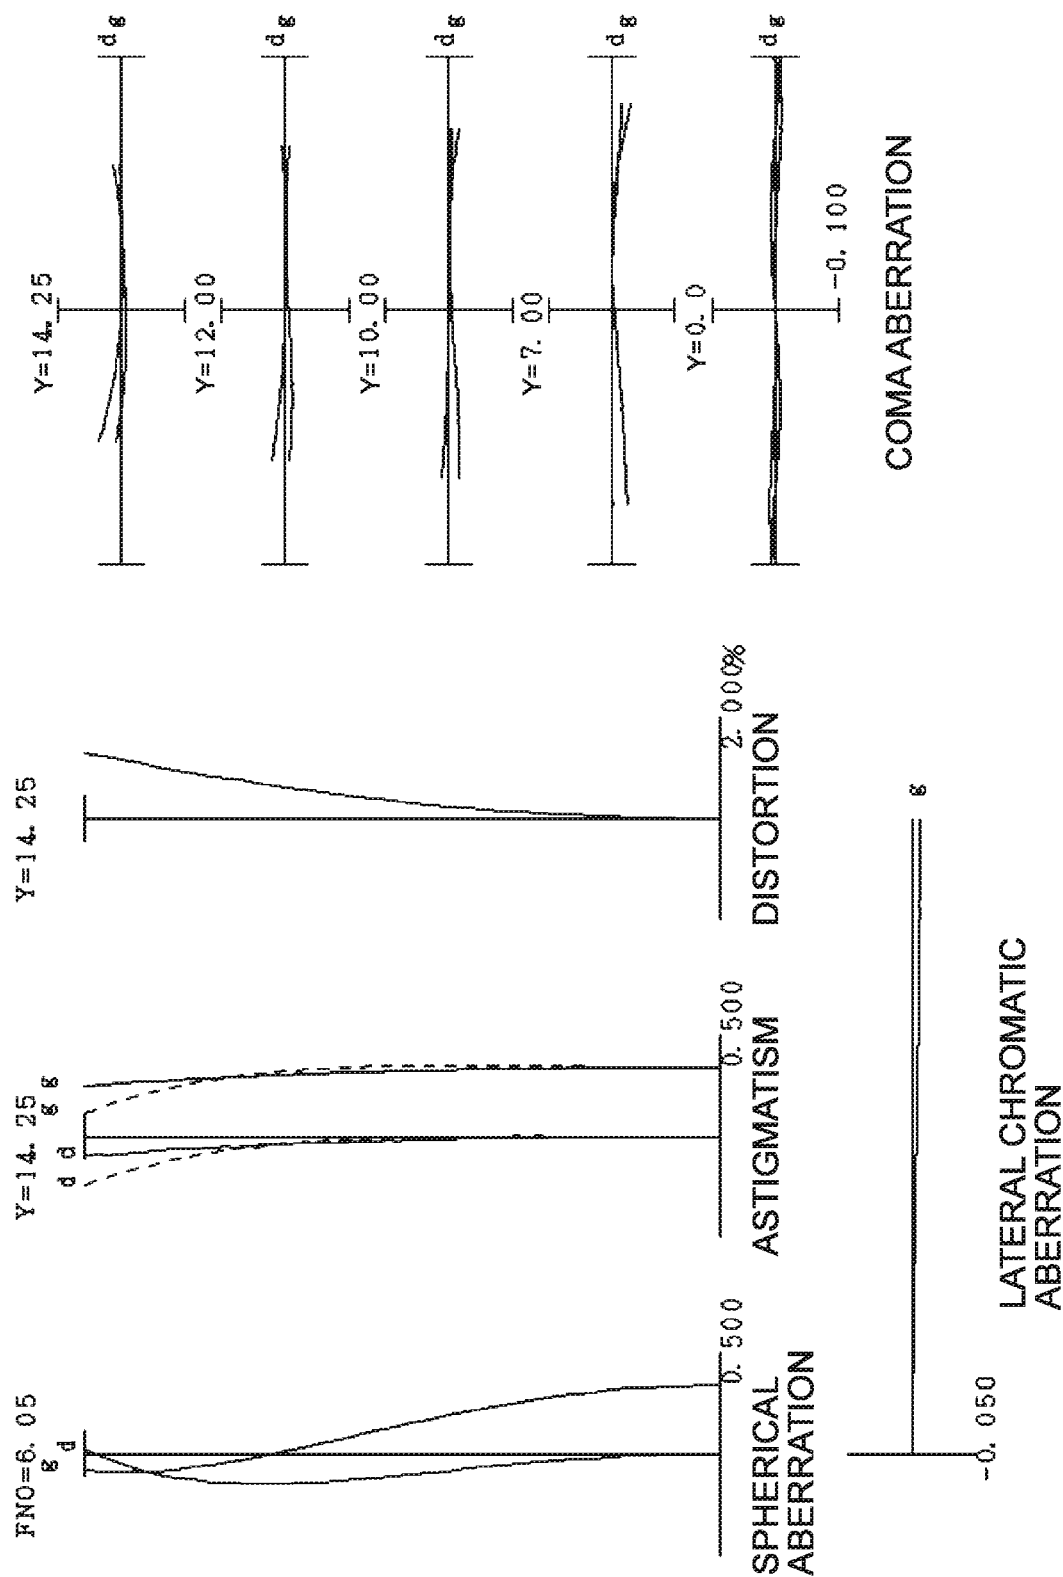 FNO=6. 05
g d
0. 500
SPHERICAL
ABERRATION
Y=14. 25
d d g g
0. 500
ASTIGMATISM
Y=14. 25
2. 000%
DISTORTION
g
-0. 050
LATERAL CHROMATIC
ABERRATION
Y=14. 25
d g
Y=12. 00
d g
Y=10. 00
d g
Y=7. 00
d g
Y=0. 0
d g
-0. 100
COMA ABERRATION